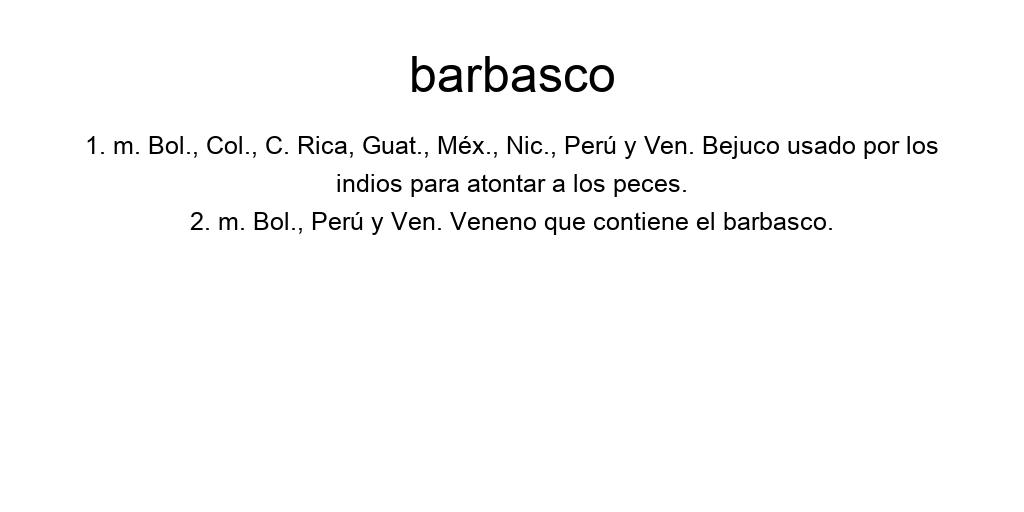 barbasco
1. m. Bol., Col., C. Rica, Guat., Méx., Nic., Perú y Ven. Bejuco usado por los
indios para atontar a los peces.
2. m. Bol., Perú y Ven. Veneno que contiene el barbasco.